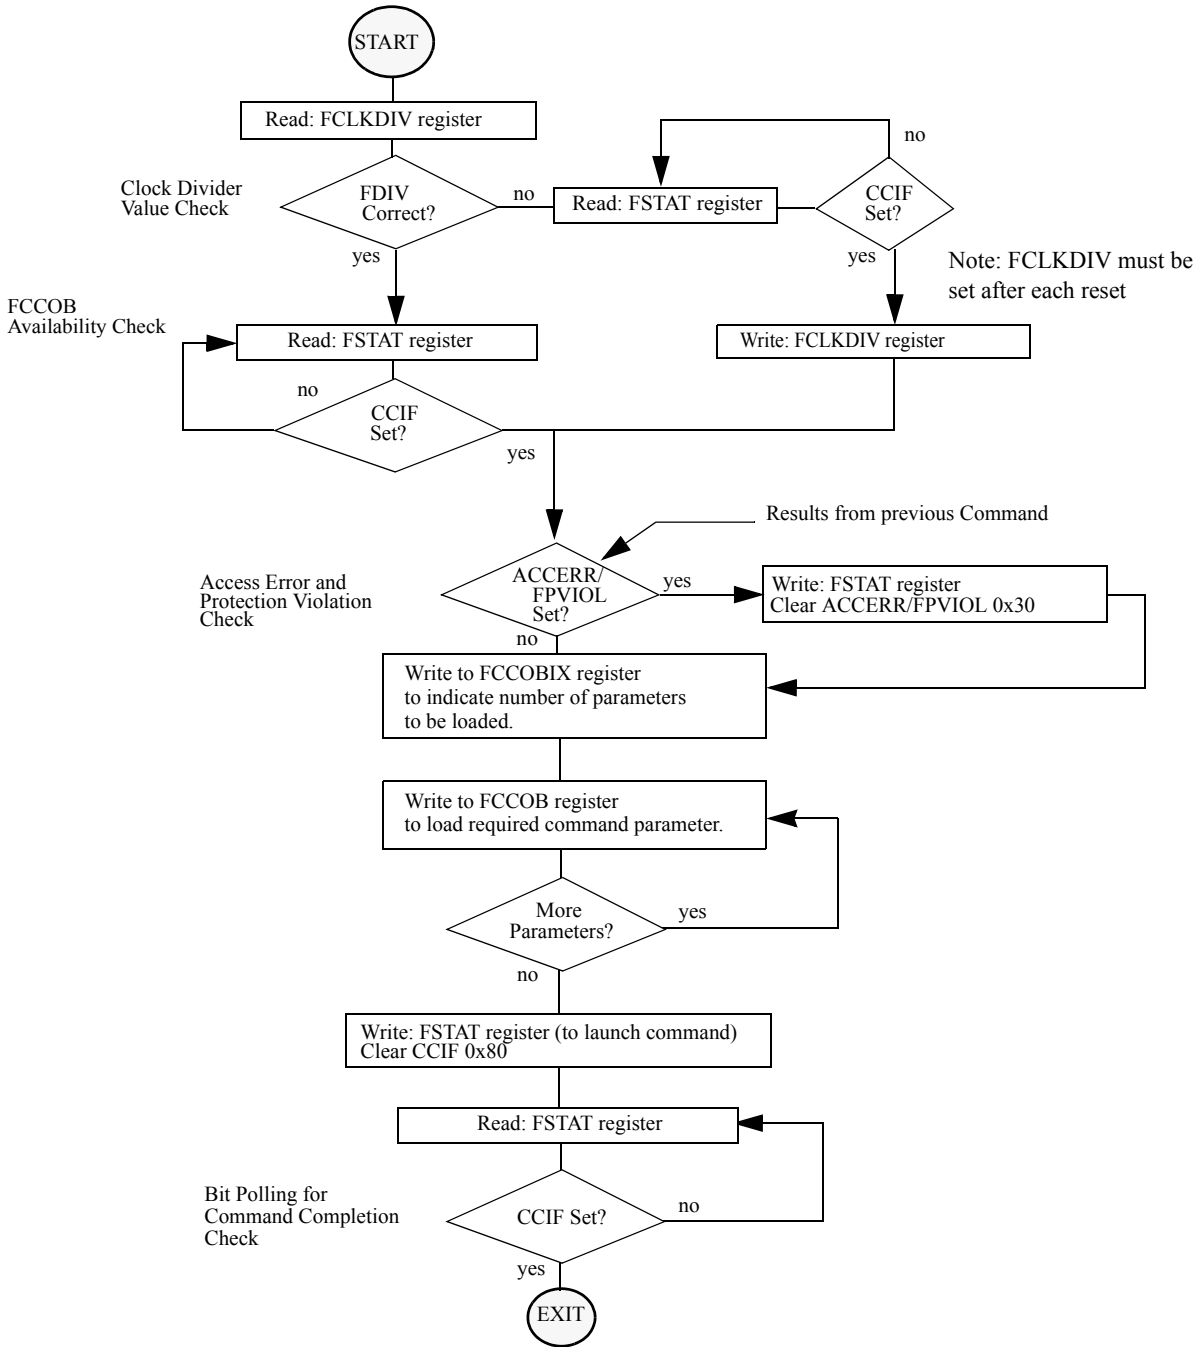 START
Read: FCLKDIV register
no
Clock Divider
Value Check
FDIV
Correct?
no
Read: FSTAT register
CCIF
Set?
yes
yes
Note: FCLKDIV must be
set after each reset
FCCOB
Availability Check
Read: FSTAT register
Write: FCLKDIV register
no
CCIF
Set?
yes
Results from previous Command
Access Error and
Protection Violation
Check
ACCERR/
FPVIOL
Set?
yes
Write: FSTAT register
Clear ACCERR/FPVIOL 0x30
no
Write to FCCOBIX register
to indicate number of parameters
to be loaded.
Write to FCCOB register
to load required command parameter.
More
Parameters?
yes
no
Write: FSTAT register (to launch command)
Clear CCIF 0x80
Read: FSTAT register
Bit Polling for
Command Completion
Check
CCIF Set?
no
yes
EXIT